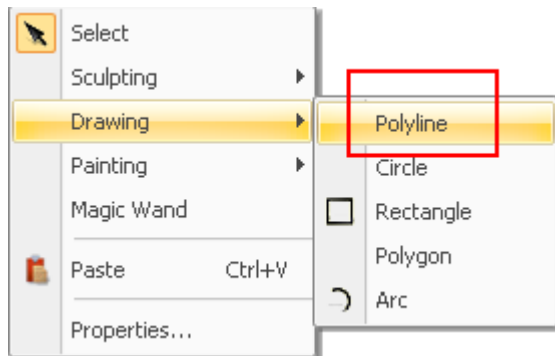 Select
Sculpting
Drawing
Painting
Magic Wand
Paste Ctrl+V
Properties...
Polyline
Circle
Rectangle
Polygon
Arc